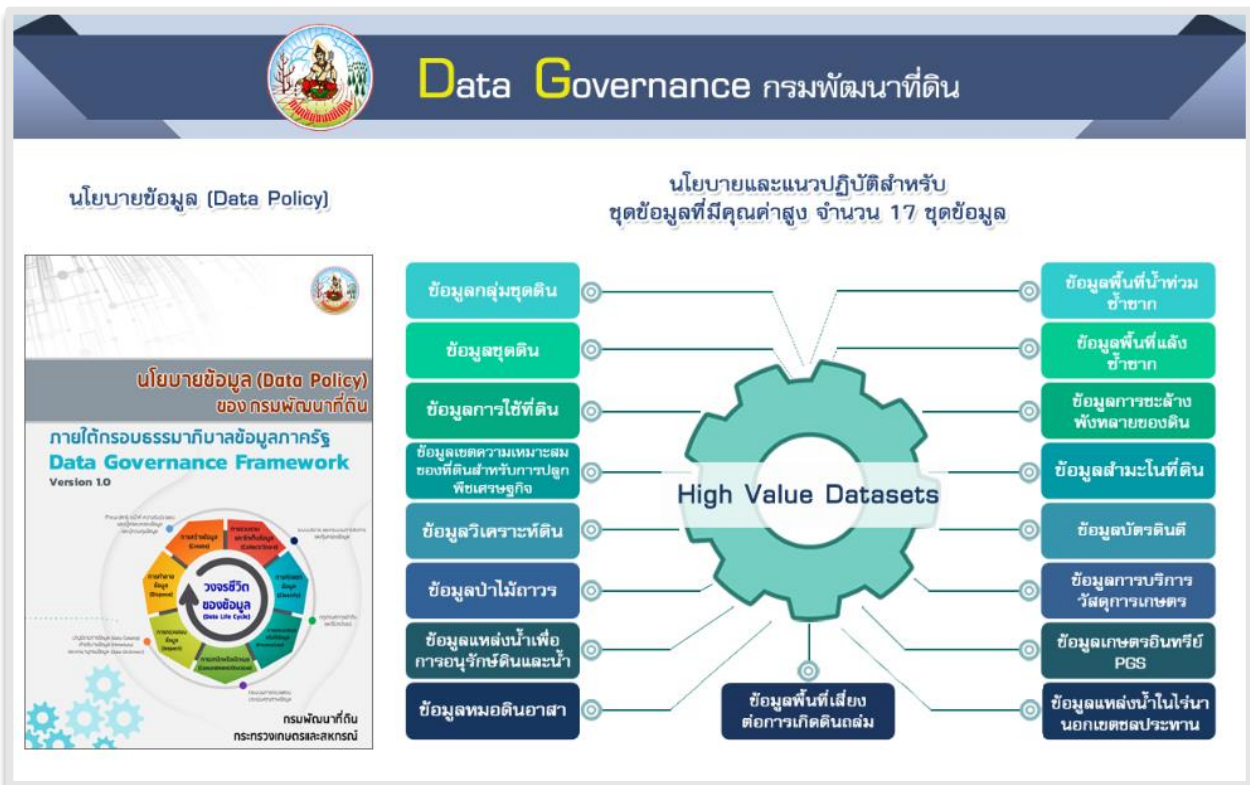 Data Governance กรมพัฒนาที่ดิน
นโยบายข้อมูล (Data Policy)
นโยบายและแนวปฏิบัติสำหรับ
ชุดข้อมูลที่มีคุณค่าสูง จำนวน 17 ชุดข้อมูล
นโยบายข้อมูล (Data Policy)
ของ กรมพัฒนาที่ดิน
ภายใต้กรอบธรรมาภิบาลข้อมูลภาครัฐ
Data Governance Framework
Version 1.0
วงจรชีวิต
ของข้อมูล
(Data Life Cycle)
กรมพัฒนาที่ดิน
กระทรวงเกษตรและสหกรณ์
ข้อมูลกลุ่มชุดดิน
ข้อมูลชุดดิน
ข้อมูลการใช้ที่ดิน
ข้อมูลเขตความเหมาะสม
ของที่ดินสำหรับการปลูก
พืชเศรษฐกิจ
ข้อมูลวิเคราะห์ดิน
ข้อมูลป่าไม้ถาวร
ข้อมูลแหล่งน้ำเพื่อ
การอนุรักษ์ดินและน้ำ
ข้อมูลหมอดินอาสา
High Value Datasets
ข้อมูลพื้นที่เสี่ยง
ต่อการเกิดดินถล่ม
ข้อมูลพื้นที่น้ำท่วม
ซ้ำซาก
ข้อมูลพื้นที่แล้ง
ซ้ำซาก
ข้อมูลการชะล้าง
พังทลายของดิน
ข้อมูลสำมะโนที่ดิน
ข้อมูลบัตรดินดี
ข้อมูลการบริการ
วัสดุการเกษตร
ข้อมูลเกษตรอินทรีย์
PGS
ข้อมูลแหล่งน้ำในไร่นา
นอกเขตชลประทาน